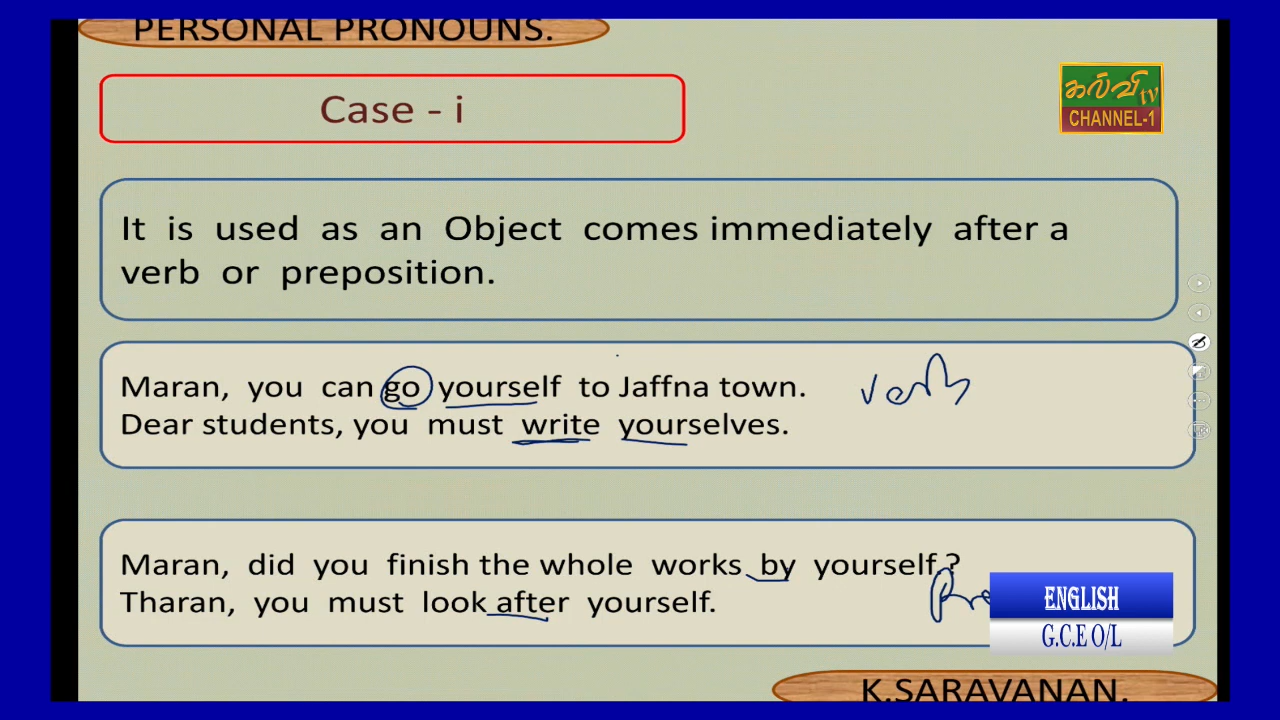 PERSONAL PRONOUNS.
Case - i
கல்வி tv
CHANNEL-1
It is used as an Object comes immediately after a
verb or preposition.
Maran, you can go yourself to Jaffna town.
verb
Dear students, you must write yourselves.
Maran, did you finish the whole works by yourself.?
Tharan, you must look after yourself.
Pre
ENGLISH
G.C.E O/L
K.SARAVANAN.